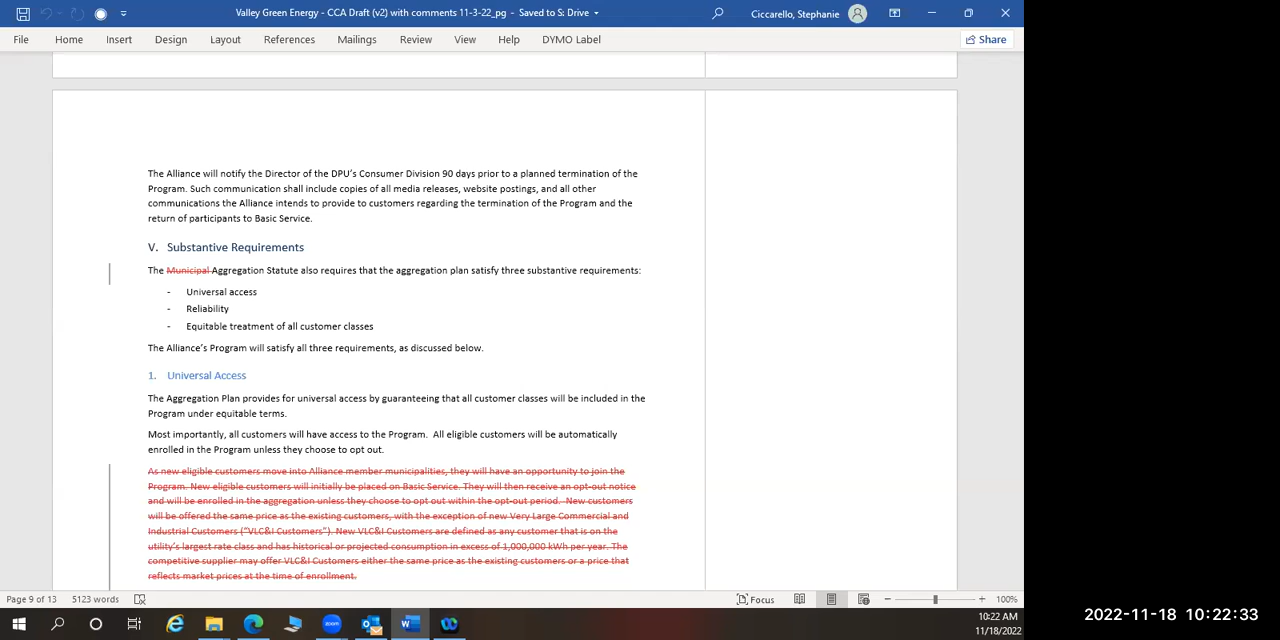 Valley Green Energy - CCA Draft (v2) with comments 11-3-22_pg - Saved to S: Drive
Ciccarello, Stephanie
File Home Insert Design Layout References Mailings Review View Help DYMO Label Share
The Alliance will notify the Director of the DPU's Consumer Division 90 days prior to a planned termination of the
Program. Such communication shall include copies of all media releases, website postings, and all other
communications the Alliance intends to provide to customers regarding the termination of the Program and the
return of participants to Basic Service.
V. Substantive Requirements
The Municipal Aggregation Statute also requires that the aggregation plan satisfy three substantive requirements:
- Universal access
- Reliability
- Equitable treatment of all customer classes
The Alliance's Program will satisfy all three requirements, as discussed below.
1. Universal Access
The Aggregation Plan provides for universal access by guaranteeing that all customer classes will be included in the
Program under equitable terms.
Most importantly, all customers will have access to the Program. All eligible customers will be automatically
enrolled in the Program unless they choose to opt out.
As new eligible customers move into Alliance member municipalities, they will have an opportunity to join the
Program. New eligible customers will initially be placed on Basic Service. They will then receive an opt-out notice
and will be enrolled in the aggregation unless they choose to opt out within the opt-out period. New customers
will be offered the same price as the existing customers, with the exception of new Very Large Commercial and
Industrial Customers ("VLC&I Customers"). New VLC&I Customers are defined as any customer that is on the
utility's largest rate class and has historical or projected consumption in excess of 1,000,000 kWh per year. The
competitive supplier may offer VLC&I Customers either the same price as the existing customers or a price that
reflects market prices at the time of enrollment.
Page 9 of 13 5123 words Focus 100%
zoom
10:22 AM
11/18/2022
2022-11-18 10:22:33